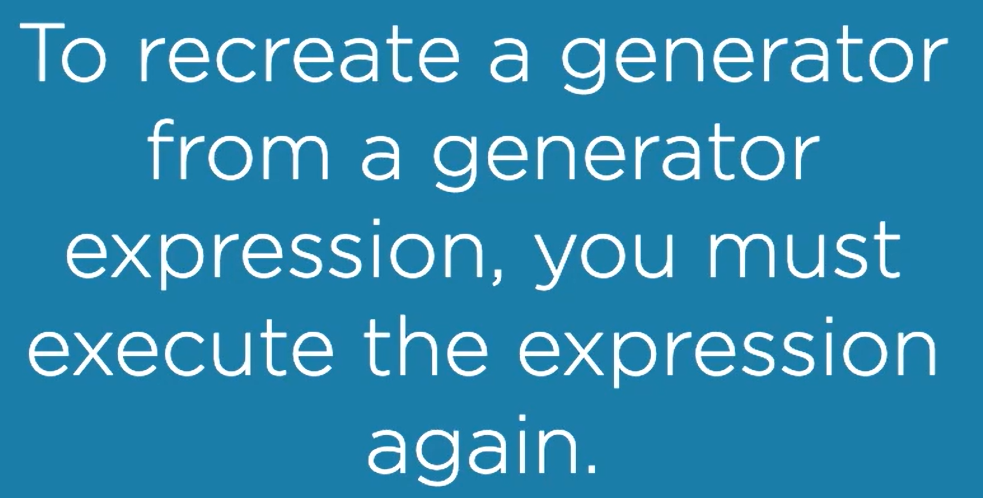 To recreate a generator
from a generator
expression, you must
execute the expression
again.